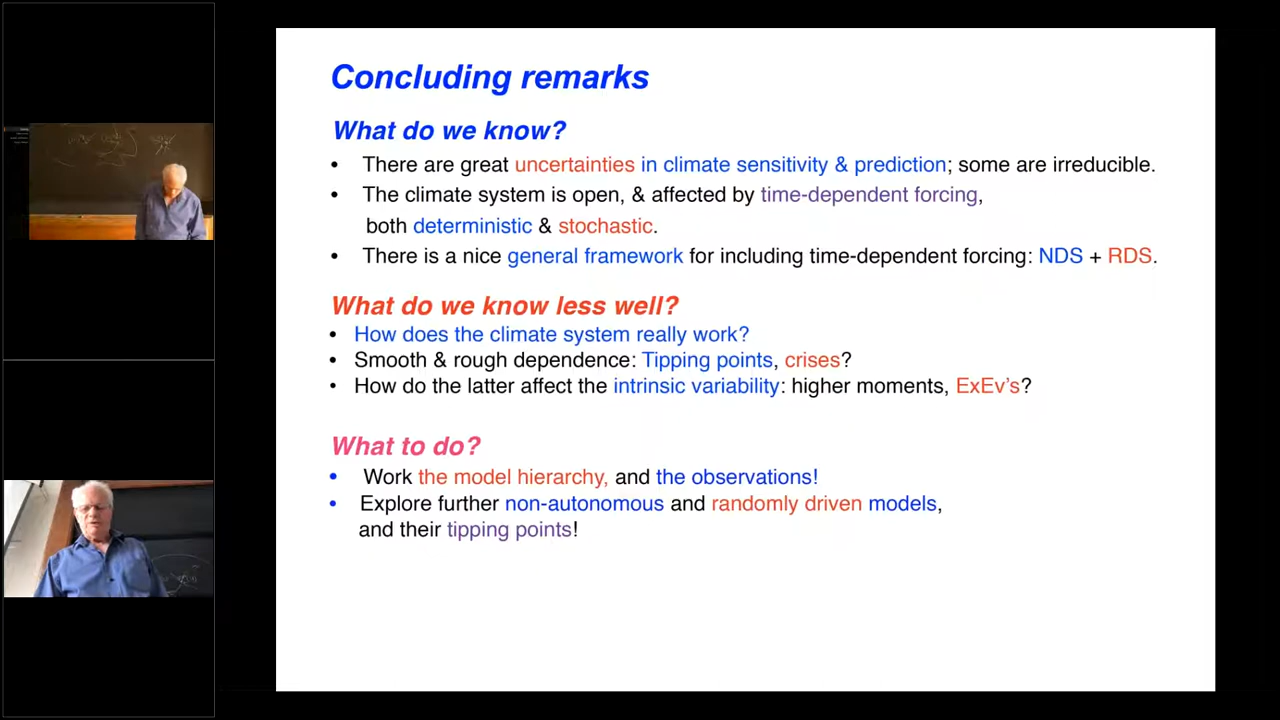 Concluding remarks
What do we know?
• There are great uncertainties in climate sensitivity & prediction; some are irreducible.
• The climate system is open, & affected by time-dependent forcing,
both deterministic & stochastic.
• There is a nice general framework for including time-dependent forcing: NDS + RDS.
What do we know less well?
• How does the climate system really work?
• Smooth & rough dependence: Tipping points, crises?
• How do the latter affect the intrinsic variability: higher moments, ExEv's?
What to do?
• Work the model hierarchy, and the observations!
• Explore further non-autonomous and randomly driven models,
and their tipping points!